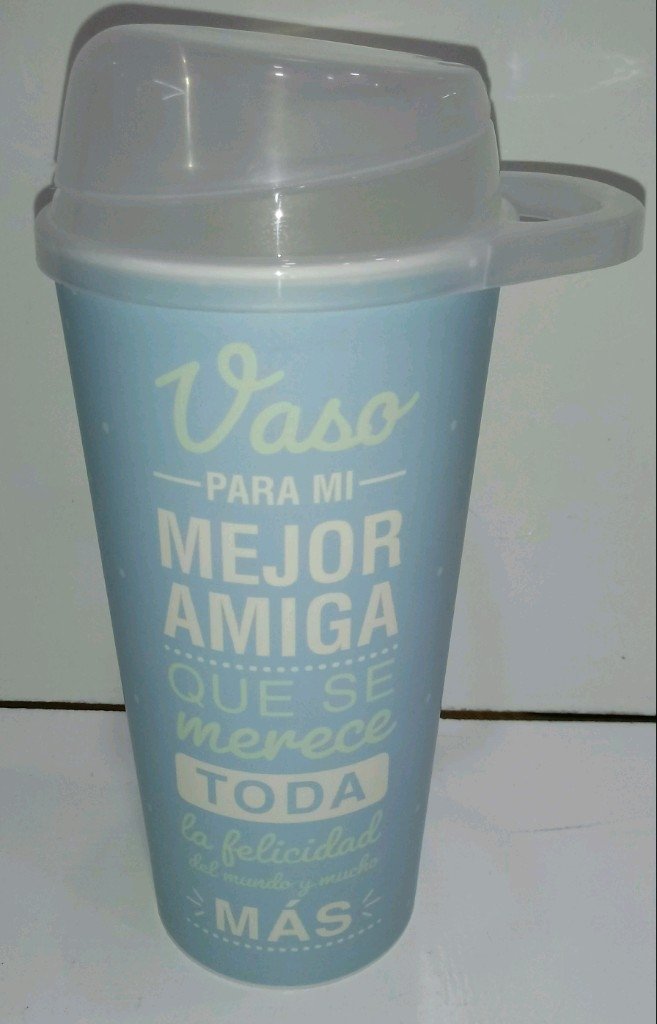 Vaso
PARA MI
MEJOR
AMIGA
QUE SE
merece
TODA
la felicidad
del mundo y mucho
MÁS